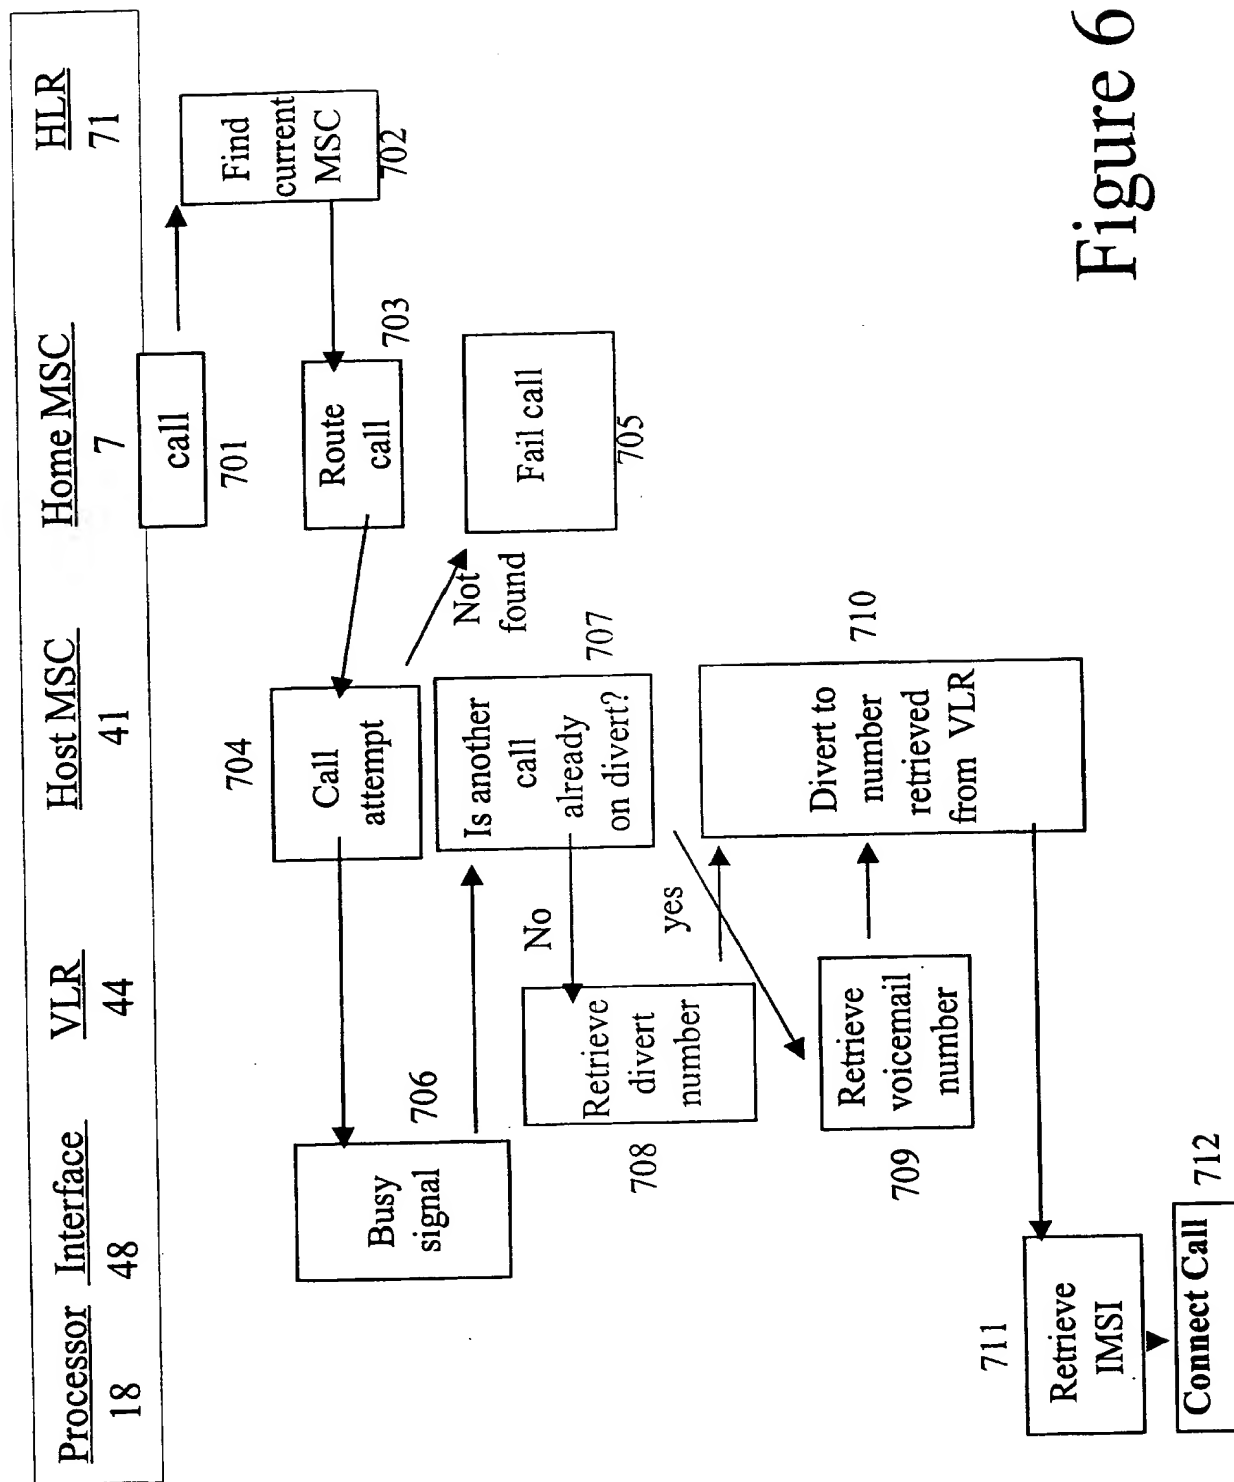 Processor
18
Interface
48
VLR
44
Host MSC
41
Home MSC
7
HLR
71
call
701
Find
current
MSC
702
Route
call
703
704
Call
attempt
Not
found
Fail call
705
Busy
signal
706
Is another
call
already
on divert?
707
No
yes
Retrieve
divert
number
708
Retrieve
voicemail
number
709
Divert to
number
retrieved
from VLR
710
711
Retrieve
IMSI
Connect Call
712
Figure 6